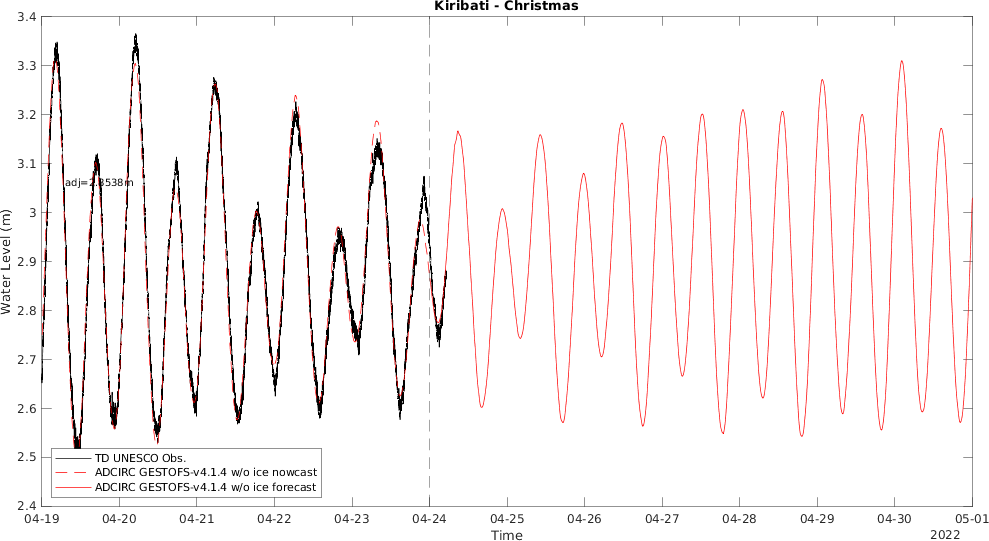 Kiribati - Christmas
3.4
3.3
3.2
3.1
3
2.9
2.8
2.7
2.6
2.5
2.4
Water Level (m)
adj=2.8538m
TD UNESCO Obs.
ADCIRC GESTOFS-v4.1.4 w/o ice nowcast
ADCIRC GESTOFS-v4.1.4 w/o ice forecast
04-19 04-20 04-21 04-22 04-23 04-24 04-25 04-26 04-27 04-28 04-29 04-30 05-01
Time
2022